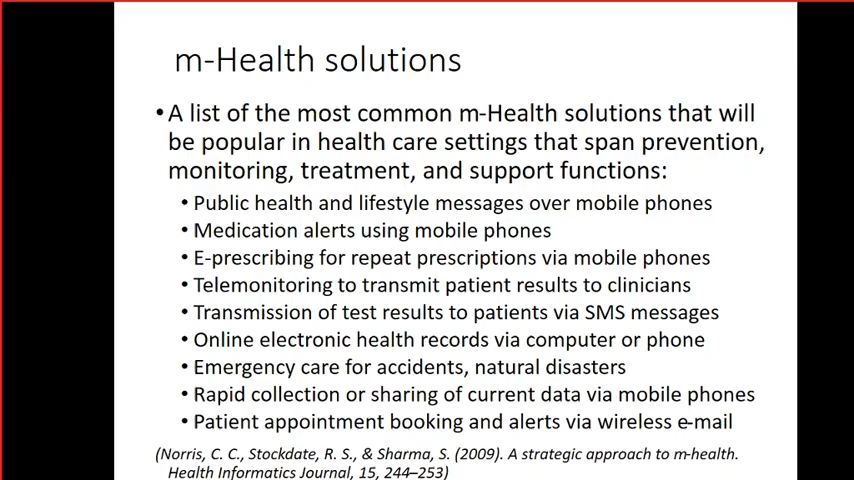 m-Health solutions
• A list of the most common m-Health solutions that will
be popular in health care settings that span prevention,
monitoring, treatment, and support functions:
• Public health and lifestyle messages over mobile phones
• Medication alerts using mobile phones
• E-prescribing for repeat prescriptions via mobile phones
• Telemonitoring to transmit patient results to clinicians
• Transmission of test results to patients via SMS messages
• Online electronic health records via computer or phone
• Emergency care for accidents, natural disasters
• Rapid collection or sharing of current data via mobile phones
• Patient appointment booking and alerts via wireless e-mail
(Norris, C. C., Stockdate, R. S., & Sharma, S. (2009). A strategic approach to m-health.
Health Informatics Journal, 15, 244–253)